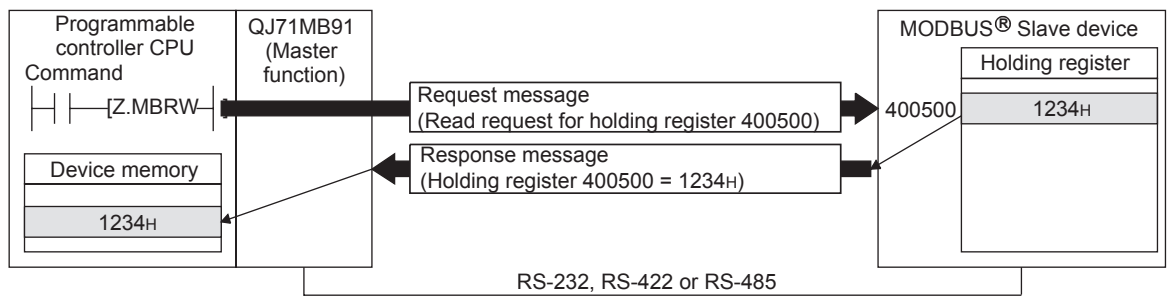 Programmable
controller CPU
Command
[Z.MBRW ]
Device memory
1234H
QJ71MB91
(Master
function)
Request message
(Read request for holding register 400500)
Response message
(Holding register 400500 = 1234H)
MODBUS® Slave device
Holding register
400500 1234H
RS-232, RS-422 or RS-485